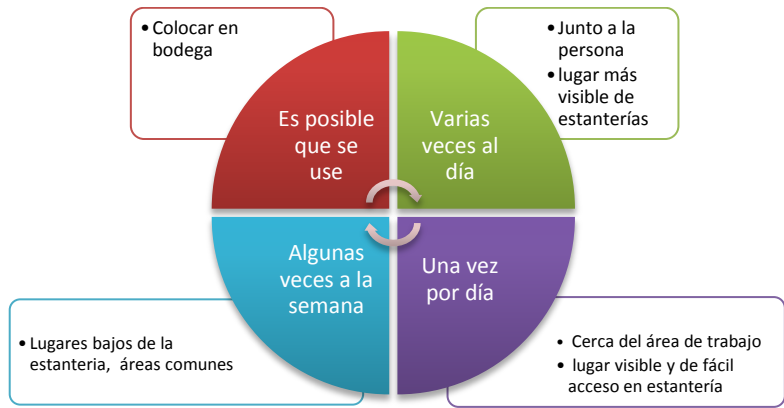 • Colocar en
bodega
• Junto a la
persona
• lugar más
visible de
estanterías
Es posible
que se
use
Varias
veces al
día
Algunas
veces a la
semana
Una vez
por día
• Lugares bajos de la
estanteria, áreas comunes
• Cerca del área de trabajo
• lugar visible y de fácil
acceso en estantería